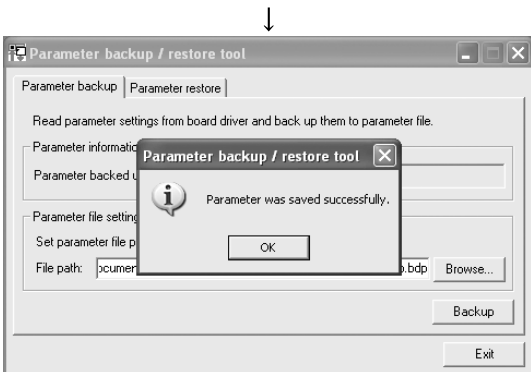 ↓
Parameter backup / restore tool
Parameter backup Parameter restore
Read parameter settings from board driver and back up them to parameter file.
Parameter informatio
Parameter backed u
Parameter backup / restore tool
Parameter was saved successfully.
OK
Parameter file setting
Set parameter file p
File path: ocumen .bdp Browse...
Backup
Exit